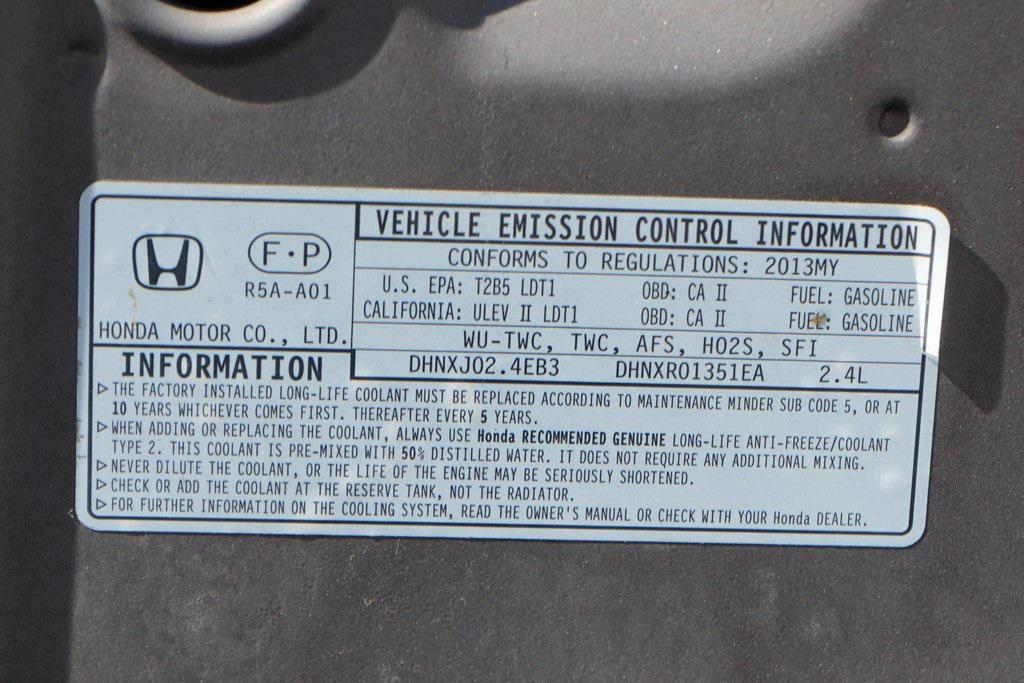 F·P
R5A-A01
HONDA MOTOR CO., LTD.
VEHICLE EMISSION CONTROL INFORMATION
CONFORMS TO REGULATIONS: 2013MY
U.S. EPA: T2B5 LDT1 OBD: CA II FUEL: GASOLINE
CALIFORNIA: ULEV II LDT1 OBD: CA II FUEL: GASOLINE
WU-TWC, TWC, AFS, HO2S, SFI
DHNXJ02.4EB3 DHNXR01351EA 2.4L
INFORMATION
▷ THE FACTORY INSTALLED LONG-LIFE COOLANT MUST BE REPLACED ACCORDING TO MAINTENANCE MINDER SUB CODE 5, OR AT
10 YEARS WHICHEVER COMES FIRST. THEREAFTER EVERY 5 YEARS.
▷ WHEN ADDING OR REPLACING THE COOLANT, ALWAYS USE Honda RECOMMENDED GENUINE LONG-LIFE ANTI-FREEZE/COOLANT
TYPE 2. THIS COOLANT IS PRE-MIXED WITH 50% DISTILLED WATER. IT DOES NOT REQUIRE ANY ADDITIONAL MIXING.
▷ NEVER DILUTE THE COOLANT, OR THE LIFE OF THE ENGINE MAY BE SERIOUSLY SHORTENED.
▷ CHECK OR ADD THE COOLANT AT THE RESERVE TANK, NOT THE RADIATOR.
▷ FOR FURTHER INFORMATION ON THE COOLING SYSTEM, READ THE OWNER'S MANUAL OR CHECK WITH YOUR Honda DEALER.